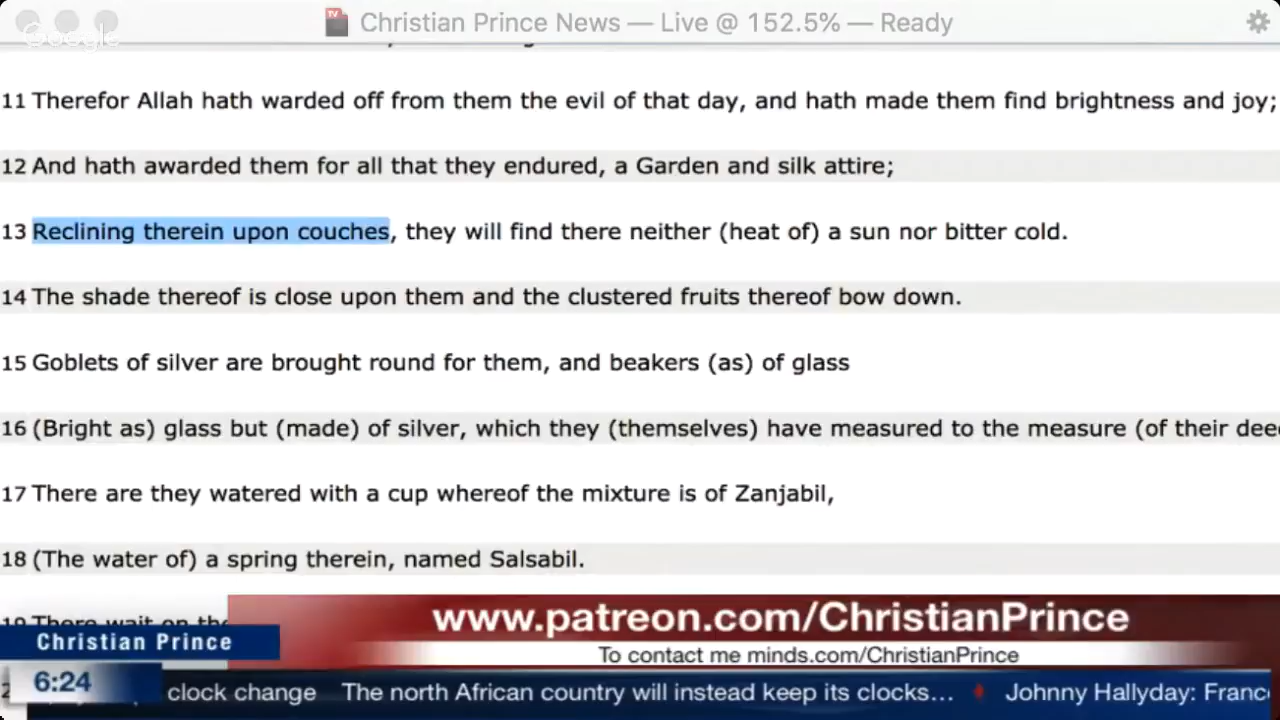 Christian Prince News — Live @ 152.5% — Ready
Google
11 Therefor Allah hath warded off from them the evil of that day, and hath made them find brightness and joy;
12 And hath awarded them for all that they endured, a Garden and silk attire;
13 Reclining therein upon couches, they will find there neither (heat of) a sun nor bitter cold.
14 The shade thereof is close upon them and the clustered fruits thereof bow down.
15 Goblets of silver are brought round for them, and beakers (as) of glass
16 (Bright as) glass but (made) of silver, which they (themselves) have measured to the measure (of their dee
17 There are they watered with a cup whereof the mixture is of Zanjabil,
18 (The water of) a spring therein, named Salsabil.
19 There wait on the
www.patreon.com/ChristianPrince
Christian Prince
To contact me minds.com/ChristianPrince
6:24
clock change The north African country will instead keep its clocks... Johnny Hallyday: Franc